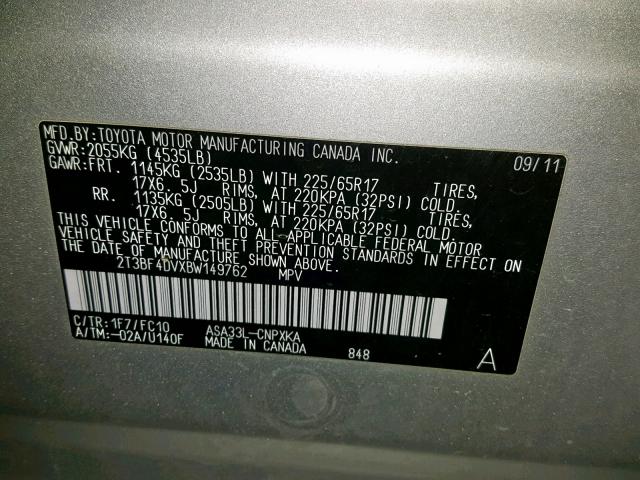 MFD.BY:TOYOTA MOTOR MANUFACTURING CANADA INC. 09/11
GVWR:2055KG (4535LB)
GAWR:FRT. 1145KG (2535LB) WITH 225/65R17 TIRES,
17X6.5J RIMS, AT 220KPA (32PSI) COLD
RR. 1135KG (2505LB) WITH 225/65R17 TIRES,
17X6.5J RIMS, AT 220KPA (32PSI) COLD.
THIS VEHICLE CONFORMS TO ALL-APPLICABLE FEDERAL MOTOR
VEHICLE SAFETY AND THEFT PREVENTION STANDARDS IN EFFECT ON
THE DATE OF MANUFACTURE SHOWN ABOVE.
2T3BF4DVXBW149762 MPV
C/TR:1F7/FC10 ASA33L-CNPXKA
A/TM:-02A/U140F MADE IN CANADA 848 A